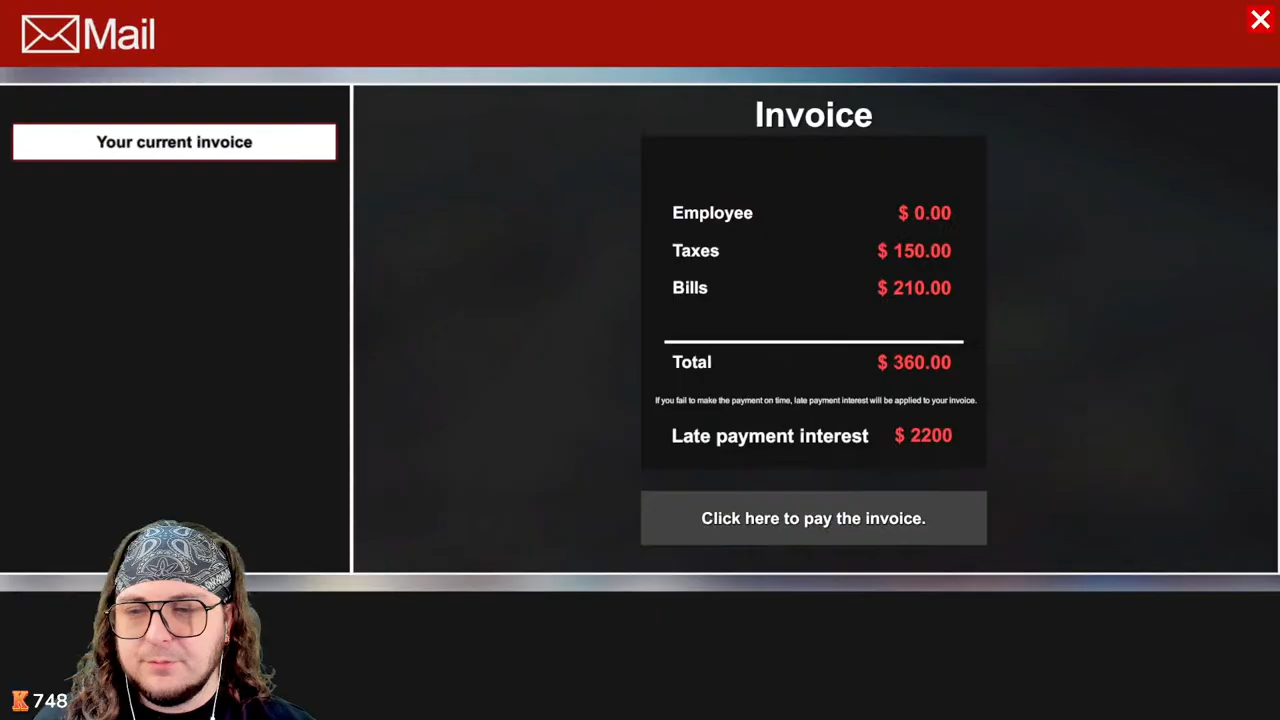 Mail
Your current invoice
Invoice
Employee $ 0.00
Taxes $ 150.00
Bills $ 210.00
Total $ 360.00
If you fail to make the payment on time, late payment interest will be applied to your invoice.
Late payment interest $ 2200
Click here to pay the invoice.
K 748